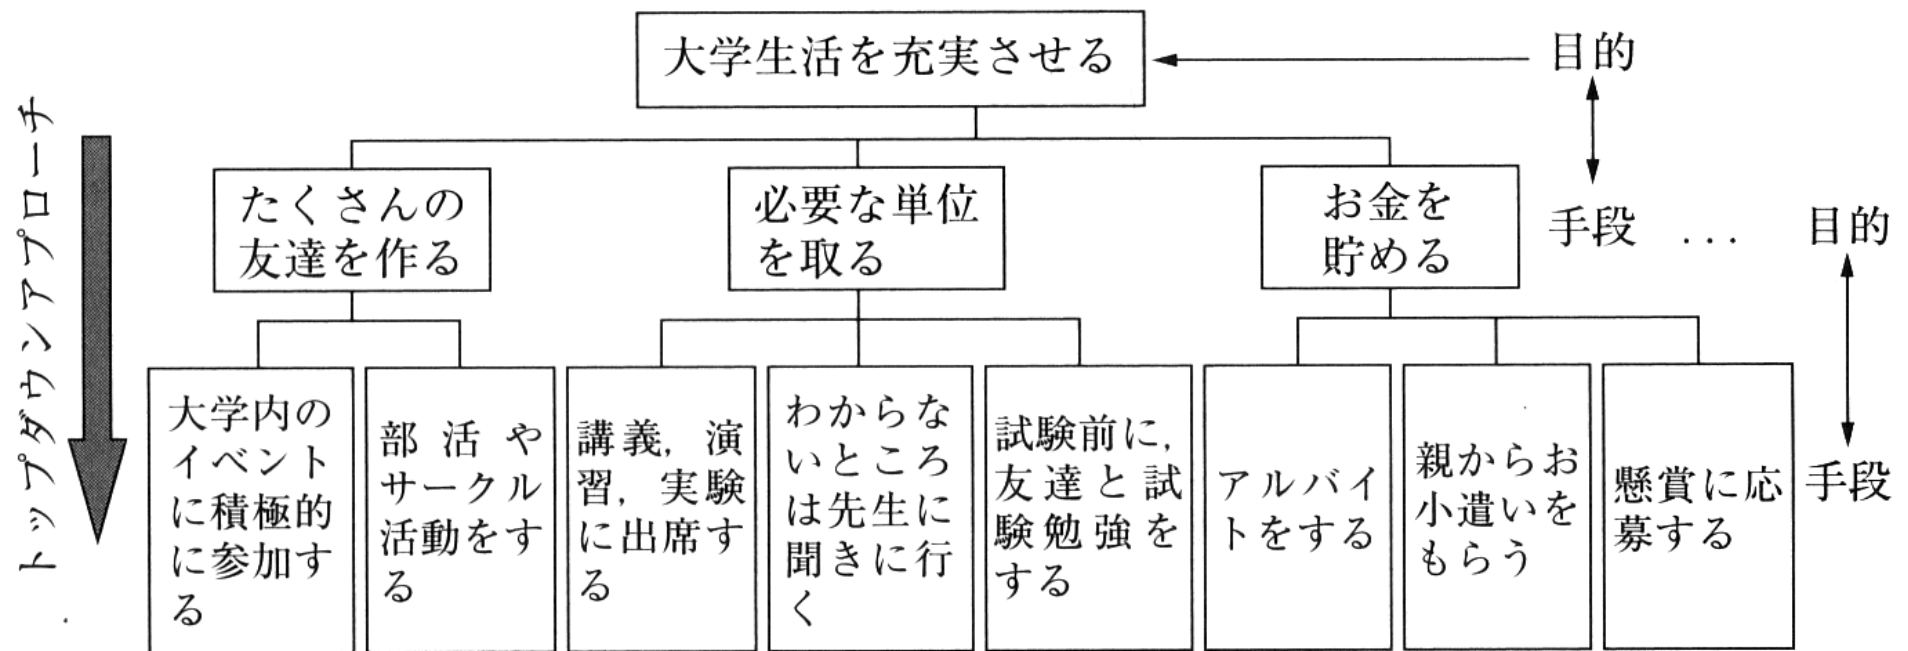 大学生活を充実させる
目的
トップダウンアプローチ
たくさんの
友達を作る
必要な単位
を取る
お金を
貯める
手段 … 目的
大学内の
イベント
に積極的
に参加す
る
部活や
サークル
活動をす
る
講義，演
習，実験
に出席す
る
わからな
いところ
は先生に
聞きに行
く
試験前に，
友達と試
験勉強を
する
アルバイ
トをする
親からお
小遣いを
もらう
懸賞に応
募する
手段